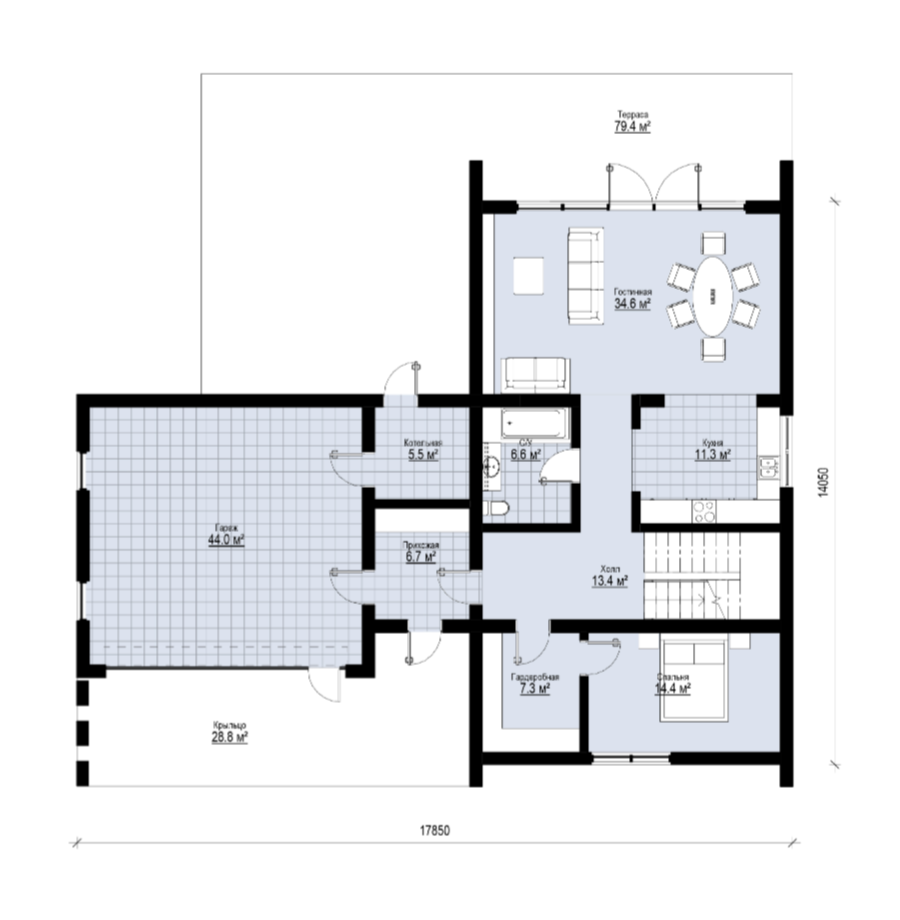 Терраса
79.4 м²
Гостиная
34.6 м²
Котельная
5.5 м²
С/У
6.6 м²
Кухня
11.3 м²
14050
Гараж
44.0 м²
Прихожая
6.7 м²
Холл
13.4 м²
Гардеробная
7.3 м²
Спальня
14.4 м²
Крыльцо
28.8 м²
17850